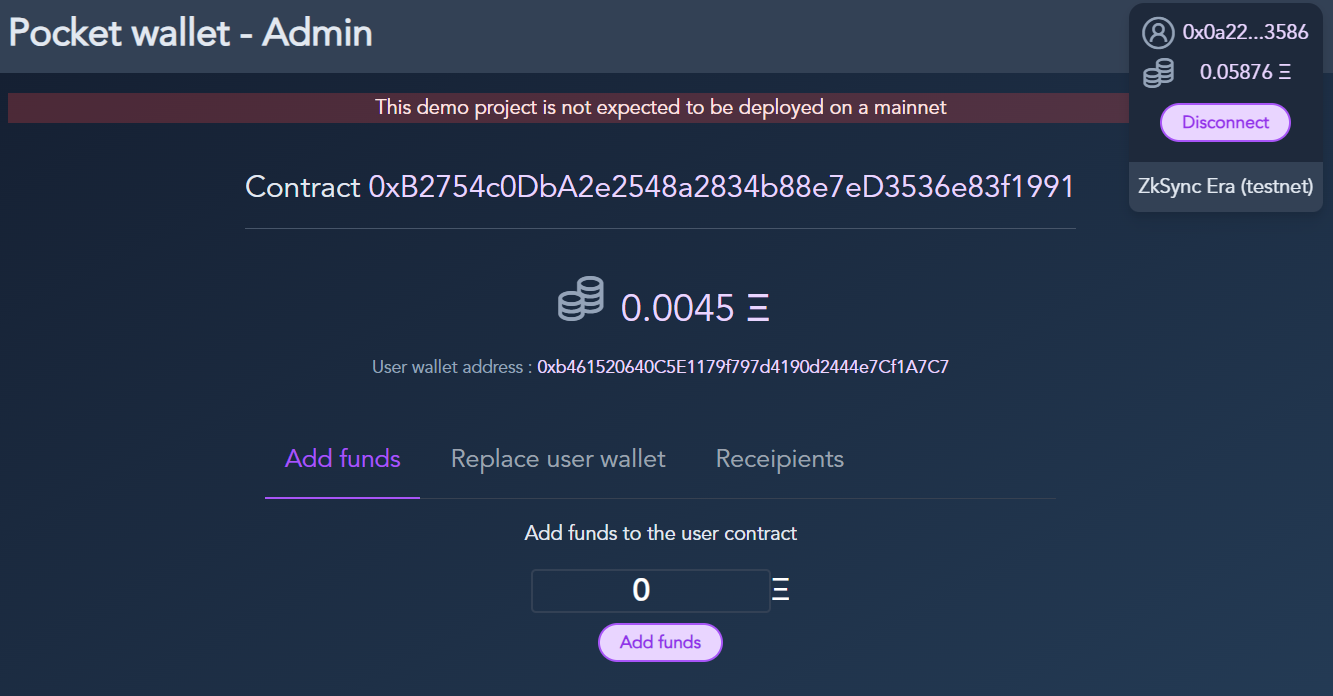 Pocket wallet - Admin
0x0a22...3586
0.05876 Ξ
Disconnect
ZkSync Era (testnet)
This demo project is not expected to be deployed on a mainnet
Contract 0xB2754c0DbA2e2548a2834b88e7eD3536e83f1991
0.0045 Ξ
User wallet address : 0xb461520640C5E1179f797d4190d2444e7Cf1A7C7
Add funds Replace user wallet Receipients
Add funds to the user contract
0 Ξ
Add funds